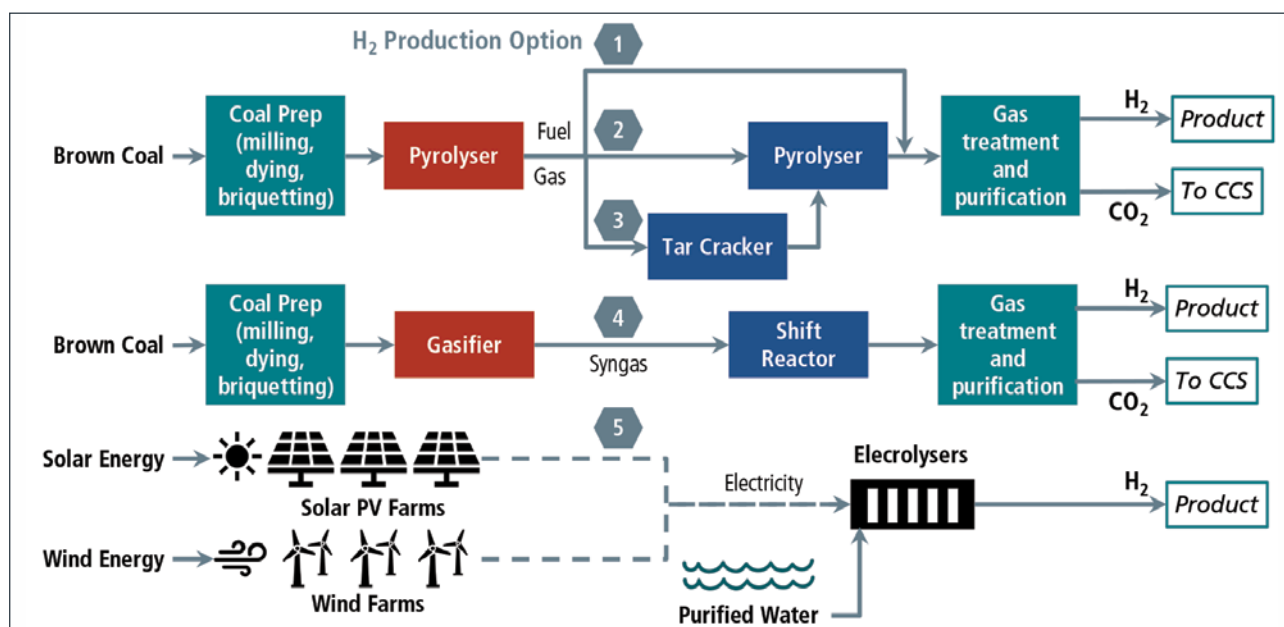 H₂ Production Option
1
Coal Prep
(milling,
dying,
briquetting)
Brown Coal
Pyrolyser
Fuel
Gas
2
3
Pyrolyser
Tar Cracker
Gas
treatment
and
purification
H₂
Product
CO₂
To CCS
Coal Prep
(milling,
dying,
briquetting)
Brown Coal
Gasifier
4
Syngas
Shift
Reactor
Gas
treatment
and
purification
H₂
Product
CO₂
To CCS
5
Solar Energy
Solar PV Farms
Wind Energy
Wind Farms
Electricity
Elecrolysers
Purified Water
H₂
Product